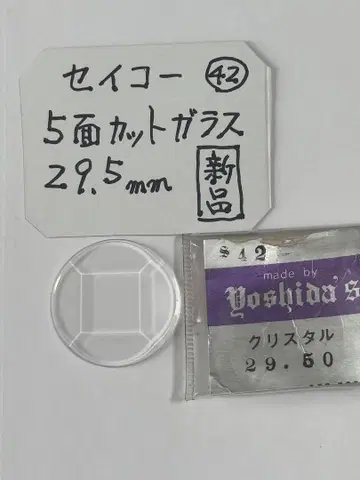 セイコー ㊷
5面カットガラス
29.5mm 新品
S42
made by
Yoshida's
クリスタル
29.50